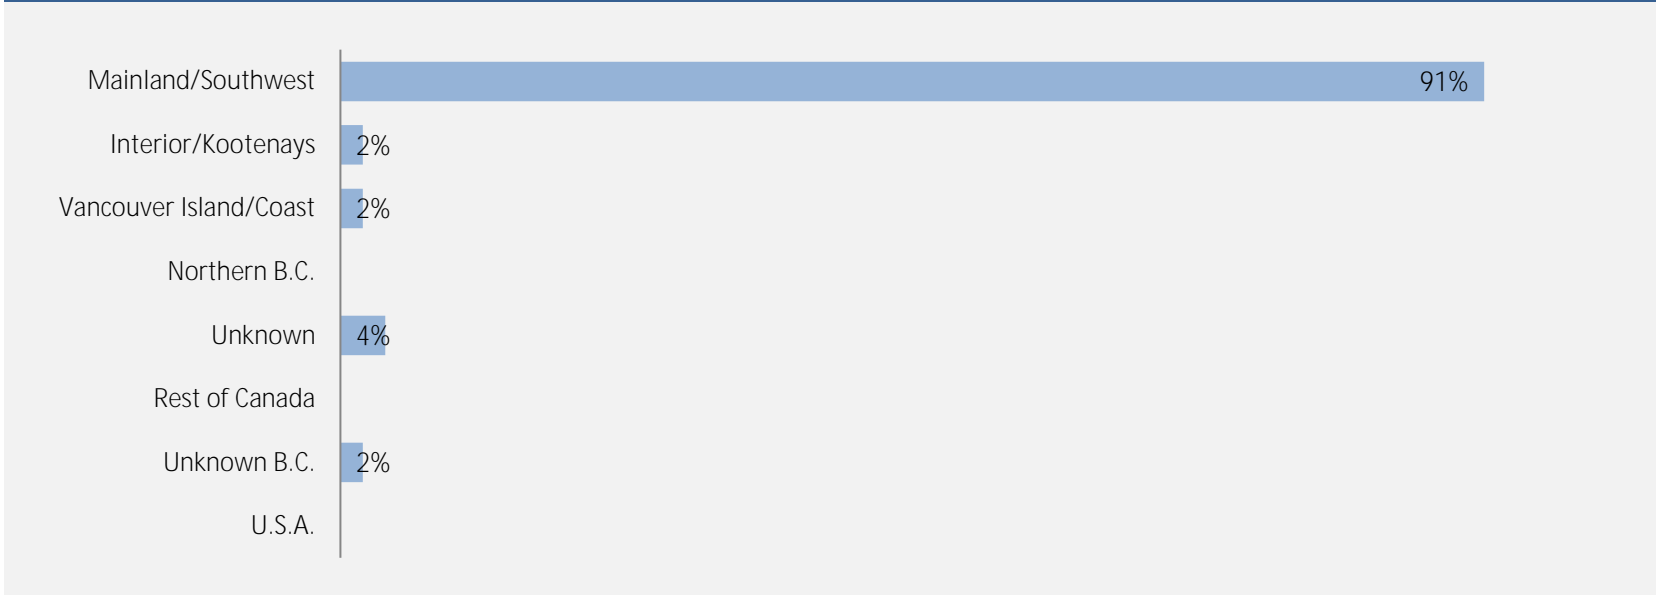 Mainland/Southwest 91%
Interior/Kootenays 2%
Vancouver Island/Coast 2%
Northern B.C.
Unknown 4%
Rest of Canada
Unknown B.C. 2%
U.S.A.